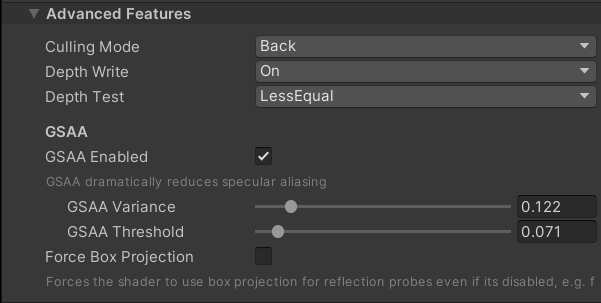 Advanced Features
Culling Mode Back
Depth Write On
Depth Test LessEqual
GSAA
GSAA Enabled
GSAA dramatically reduces specular aliasing
GSAA Variance 0.122
GSAA Threshold 0.071
Force Box Projection
Forces the shader to use box projection for reflection probes even if its disabled, e.g. f